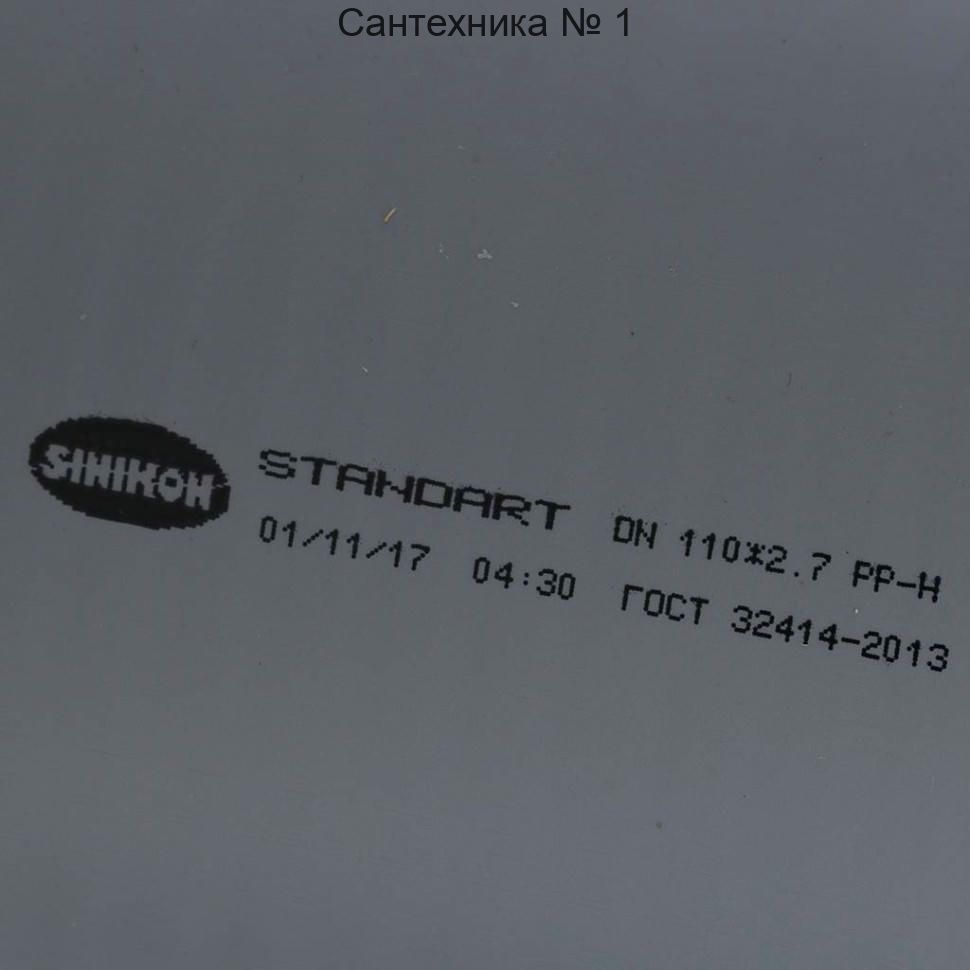 Сантехника № 1
SINIKON STANDART DN 110*2.7 PP-H
01/11/17 04:30 ГОСТ 32414-2013